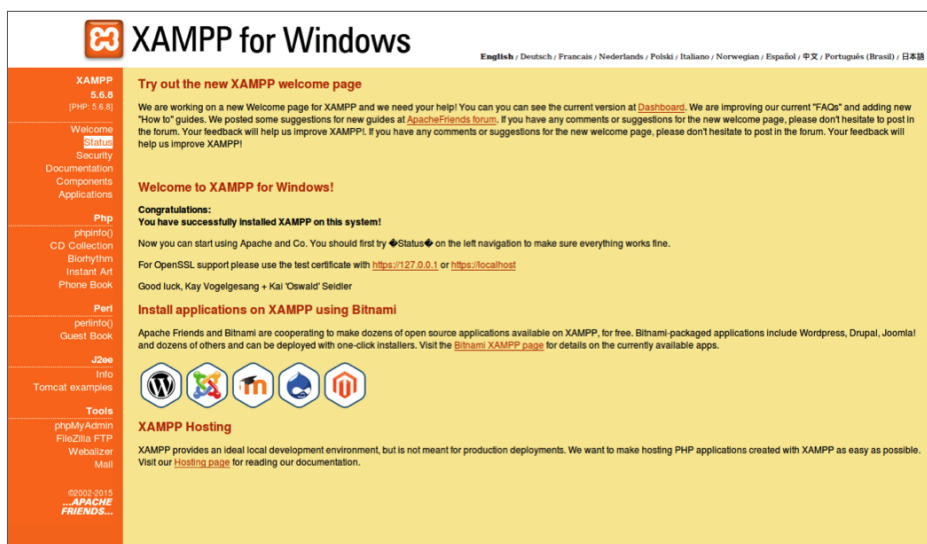 XAMPP for Windows
English / Deutsch / Francais / Nederlands / Polski / Italiano / Norwegian / Español / 中文 / Português (Brasil) / 日本語
XAMPP
5.6.8
[PHP: 5.6.8]
Welcome
Status
Security
Documentation
Components
Applications
Php
phpinfo()
CD Collection
Biorhythm
Instant Art
Phone Book
Perl
perlinfo()
Guest Book
J2ee
Info
Tomcat examples
Tools
phpMyAdmin
FileZilla FTP
Webalizer
Mail
©2002-2015
...APACHE
FRIENDS...
Try out the new XAMPP welcome page
We are working on a new Welcome page for XAMPP and we need your help! You can you can see the current version at Dashboard. We are improving our current "FAQs" and adding new
"How to" guides. We posted some suggestions for new guides at ApacheFriends forum. If you have any comments or suggestions for the new welcome page, please don't hesitate to post in
the forum. Your feedback will help us improve XAMPP!. If you have any comments or suggestions for the new welcome page, please don't hesitate to post in the forum. Your feedback will
help us improve XAMPP!
Welcome to XAMPP for Windows!
Congratulations:
You have successfully installed XAMPP on this system!
Now you can start using Apache and Co. You should first try �Status� on the left navigation to make sure everything works fine.
For OpenSSL support please use the test certificate with https://127.0.0.1 or https://localhost
Good luck, Kay Vogelgesang + Kai 'Oswald' Seidler
Install applications on XAMPP using Bitnami
Apache Friends and Bitnami are cooperating to make dozens of open source applications available on XAMPP, for free. Bitnami-packaged applications include Wordpress, Drupal, Joomla!
and dozens of others and can be deployed with one-click installers. Visit the Bitnami XAMPP page for details on the currently available apps.
XAMPP Hosting
XAMPP provides an ideal local development environment, but is not meant for production deployments. We want to make hosting PHP applications created with XAMPP as easy as possible.
Visit our Hosting page for reading our documentation.